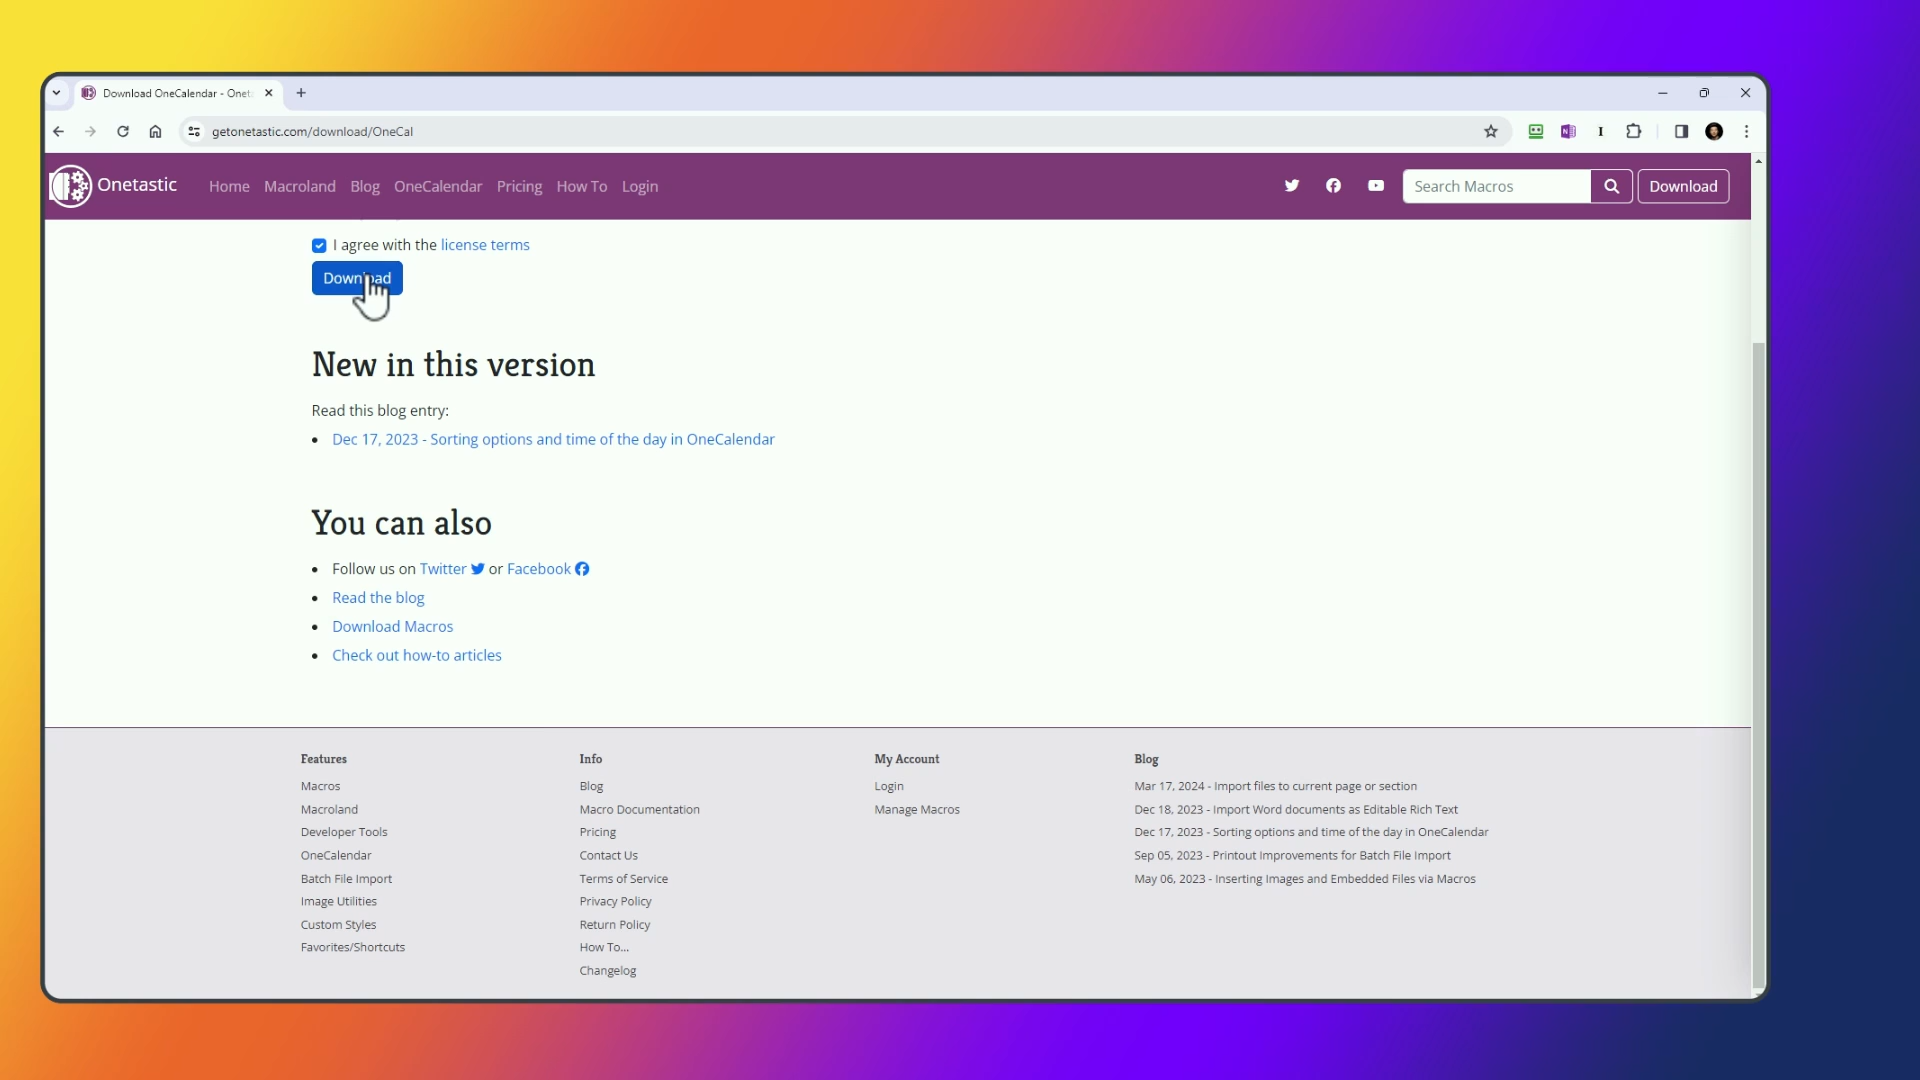 Download OneCalendar - Oneta
getonetastic.com/download/OneCal
Onetastic
Home Macroland Blog OneCalendar Pricing How To Login
Search Macros
Download
I agree with the license terms
Download
New in this version
Read this blog entry:
Dec 17, 2023 - Sorting options and time of the day in OneCalendar
You can also
Follow us on Twitter or Facebook
Read the blog
Download Macros
Check out how-to articles
Features
Macros
Macroland
Developer Tools
OneCalendar
Batch File Import
Image Utilities
Custom Styles
Favorites/Shortcuts
Info
Blog
Macro Documentation
Pricing
Contact Us
Terms of Service
Privacy Policy
Return Policy
How To...
Changelog
My Account
Login
Manage Macros
Blog
Mar 17, 2024 - Import files to current page or section
Dec 18, 2023 - Import Word documents as Editable Rich Text
Dec 17, 2023 - Sorting options and time of the day in OneCalendar
Sep 05, 2023 - Printout Improvements for Batch File Import
May 06, 2023 - Inserting Images and Embedded Files via Macros